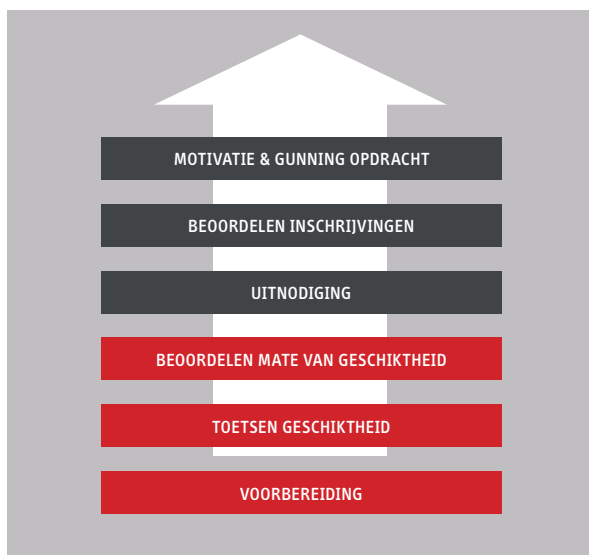 MOTIVATIE & GUNNING OPDRACHT
BEOORDELEN INSCHRIJVINGEN
UITNODIGING
BEOORDELEN MATE VAN GESCHIKTHEID
TOETSEN GESCHIKTHEID
VOORBEREIDING